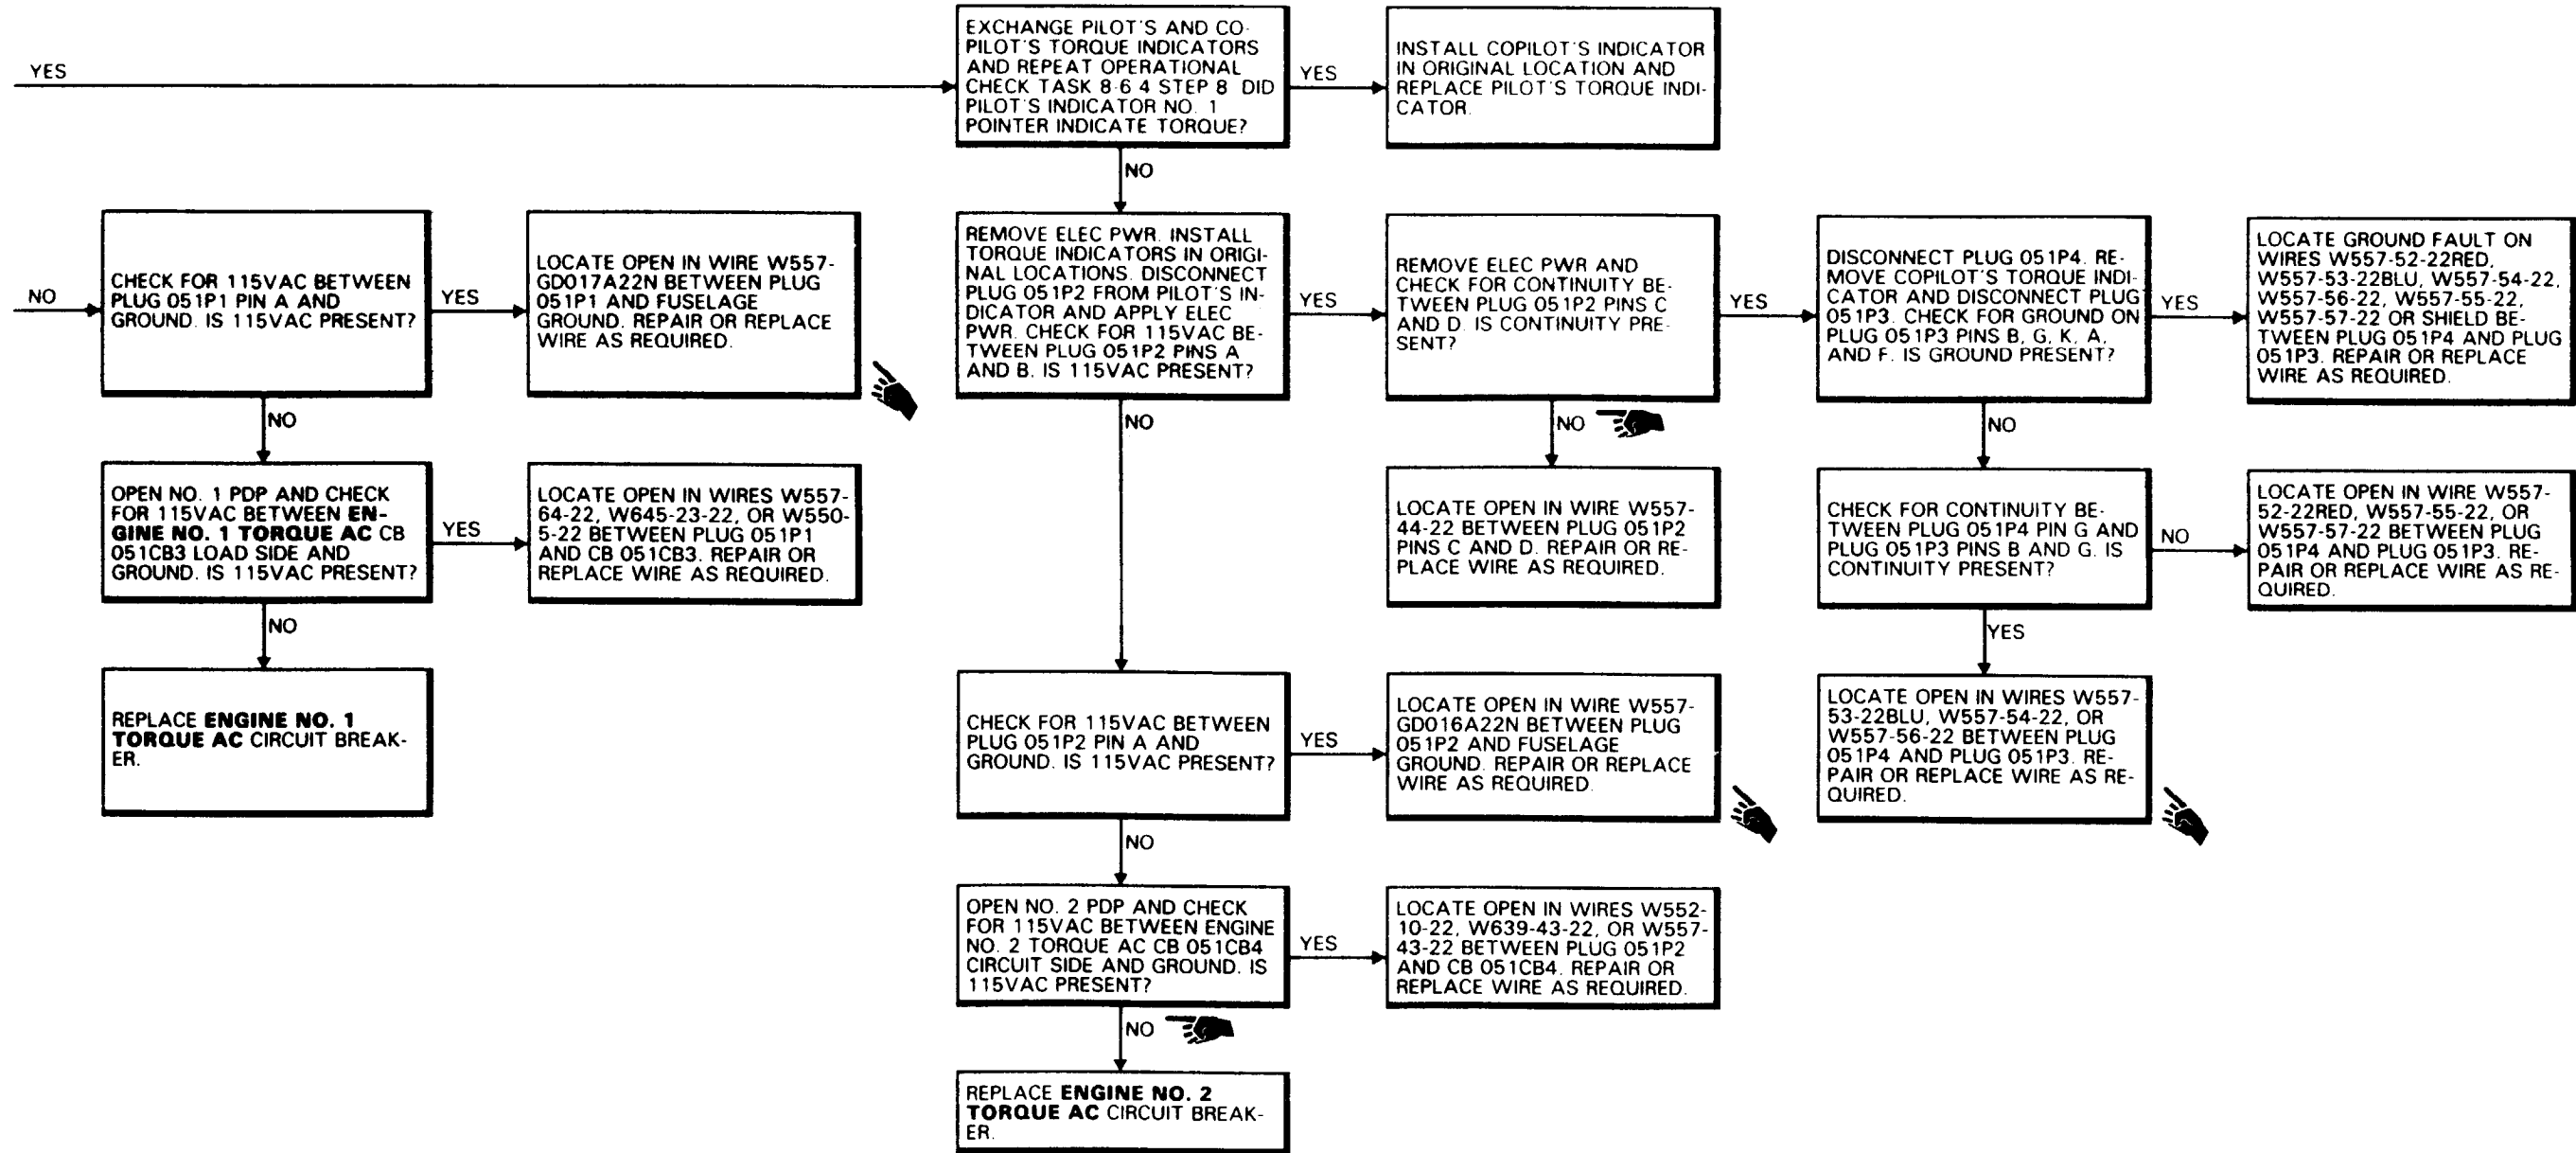 YES
EXCHANGE PILOT'S AND CO-
PILOT'S TORQUE INDICATORS
AND REPEAT OPERATIONAL
CHECK TASK 8-6 4 STEP 8 DID
PILOT'S INDICATOR NO. 1
POINTER INDICATE TORQUE?
YES
INSTALL COPILOT'S INDICATOR
IN ORIGINAL LOCATION AND
REPLACE PILOT'S TORQUE INDI-
CATOR.
NO
NO
CHECK FOR 115VAC BETWEEN
PLUG 051P1 PIN A AND
GROUND. IS 115VAC PRESENT?
YES
LOCATE OPEN IN WIRE W557-
GD017A22N BETWEEN PLUG
051P1 AND FUSELAGE
GROUND. REPAIR OR REPLACE
WIRE AS REQUIRED.
REMOVE ELEC PWR. INSTALL
TORQUE INDICATORS IN ORIGI-
NAL LOCATIONS. DISCONNECT
PLUG 051P2 FROM PILOT'S IN-
DICATOR AND APPLY ELEC
PWR. CHECK FOR 115VAC BE-
TWEEN PLUG 051P2 PINS A
AND B. IS 115VAC PRESENT?
YES
REMOVE ELEC PWR AND
CHECK FOR CONTINUITY BE-
TWEEN PLUG 051P2 PINS C
AND D. IS CONTINUITY PRE-
SENT?
YES
DISCONNECT PLUG 051P4. RE-
MOVE COPILOT'S TORQUE INDI-
CATOR AND DISCONNECT PLUG
051P3. CHECK FOR GROUND ON
PLUG 051P3 PINS B, G, K, A,
AND F. IS GROUND PRESENT?
YES
LOCATE GROUND FAULT ON
WIRES W557-52-22RED,
W557-53-22BLU, W557-54-22,
W557-56-22, W557-55-22,
W557-57-22 OR SHIELD BE-
TWEEN PLUG 051P4 AND PLUG
051P3. REPAIR OR REPLACE
WIRE AS REQUIRED.
NO
NO
NO
NO
OPEN NO. 1 PDP AND CHECK
FOR 115VAC BETWEEN EN-
GINE NO. 1 TORQUE AC CB
051CB3 LOAD SIDE AND
GROUND. IS 115VAC PRESENT?
YES
LOCATE OPEN IN WIRES W557-
64-22, W645-23-22, OR W550-
5-22 BETWEEN PLUG 051P1
AND CB 051CB3. REPAIR OR
REPLACE WIRE AS REQUIRED.
LOCATE OPEN IN WIRE W557-
44-22 BETWEEN PLUG 051P2
PINS C AND D. REPAIR OR RE-
PLACE WIRE AS REQUIRED.
CHECK FOR CONTINUITY BE-
TWEEN PLUG 051P4 PIN G AND
PLUG 051P3 PINS B AND G. IS
CONTINUITY PRESENT?
NO
LOCATE OPEN IN WIRE W557-
52-22RED, W557-55-22, OR
W557-57-22 BETWEEN PLUG
051P4 AND PLUG 051P3. RE-
PAIR OR REPLACE WIRE AS RE-
QUIRED.
NO
YES
REPLACE ENGINE NO. 1
TORQUE AC CIRCUIT BREAK-
ER.
CHECK FOR 115VAC BETWEEN
PLUG 051P2 PIN A AND
GROUND. IS 115VAC PRESENT?
YES
LOCATE OPEN IN WIRE W557-
GD016A22N BETWEEN PLUG
051P2 AND FUSELAGE
GROUND. REPAIR OR REPLACE
WIRE AS REQUIRED.
LOCATE OPEN IN WIRES W557-
53-22BLU, W557-54-22, OR
W557-56-22 BETWEEN PLUG
051P4 AND PLUG 051P3. RE-
PAIR OR REPLACE WIRE AS RE-
QUIRED.
NO
OPEN NO. 2 PDP AND CHECK
FOR 115VAC BETWEEN ENGINE
NO. 2 TORQUE AC CB 051CB4
CIRCUIT SIDE AND GROUND. IS
115VAC PRESENT?
YES
LOCATE OPEN IN WIRES W552-
10-22, W639-43-22, OR W557-
43-22 BETWEEN PLUG 051P2
AND CB 051CB4. REPAIR OR
REPLACE WIRE AS REQUIRED.
NO
REPLACE ENGINE NO. 2
TORQUE AC CIRCUIT BREAK-
ER.